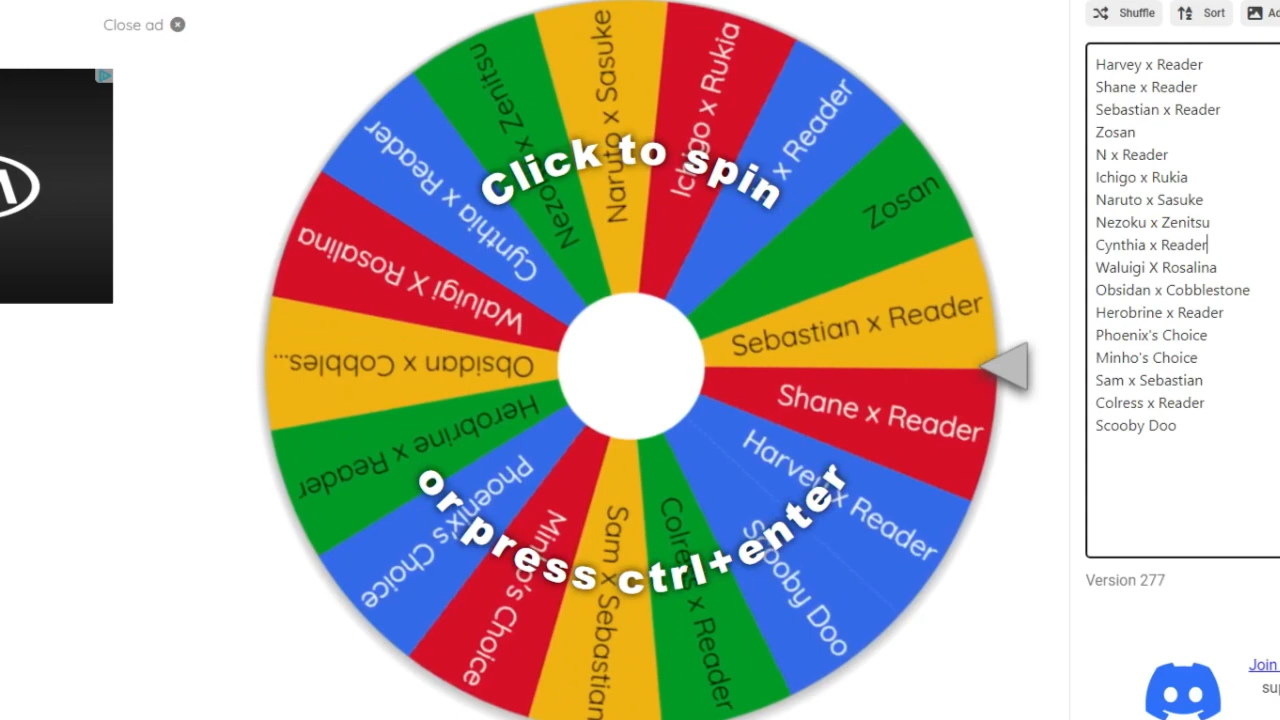 Close ad
Shuffle
Sort
Click to spin
or press ctrl+enter
Naruto x Sasuke
Ichigo x Rukia
x Reader
Zosan
Sebastian x Reader
Shane x Reader
Harvey x Reader
Scooby Doo
Colress x Reader
Sam x Sebastian
Minho's Choice
Phoenix's Choice
Herobrine x Reader
Obsidan x Cobbles...
Waluigi X Rosalina
Cynthia x Reader
Nezoku x Zenitsu
Harvey x Reader
Shane x Reader
Sebastian x Reader
Zosan
N x Reader
Ichigo x Rukia
Naruto x Sasuke
Nezoku x Zenitsu
Cynthia x Reader
Waluigi X Rosalina
Obsidan x Cobblestone
Herobrine x Reader
Phoenix's Choice
Minho's Choice
Sam x Sebastian
Colress x Reader
Scooby Doo
Version 277
Join